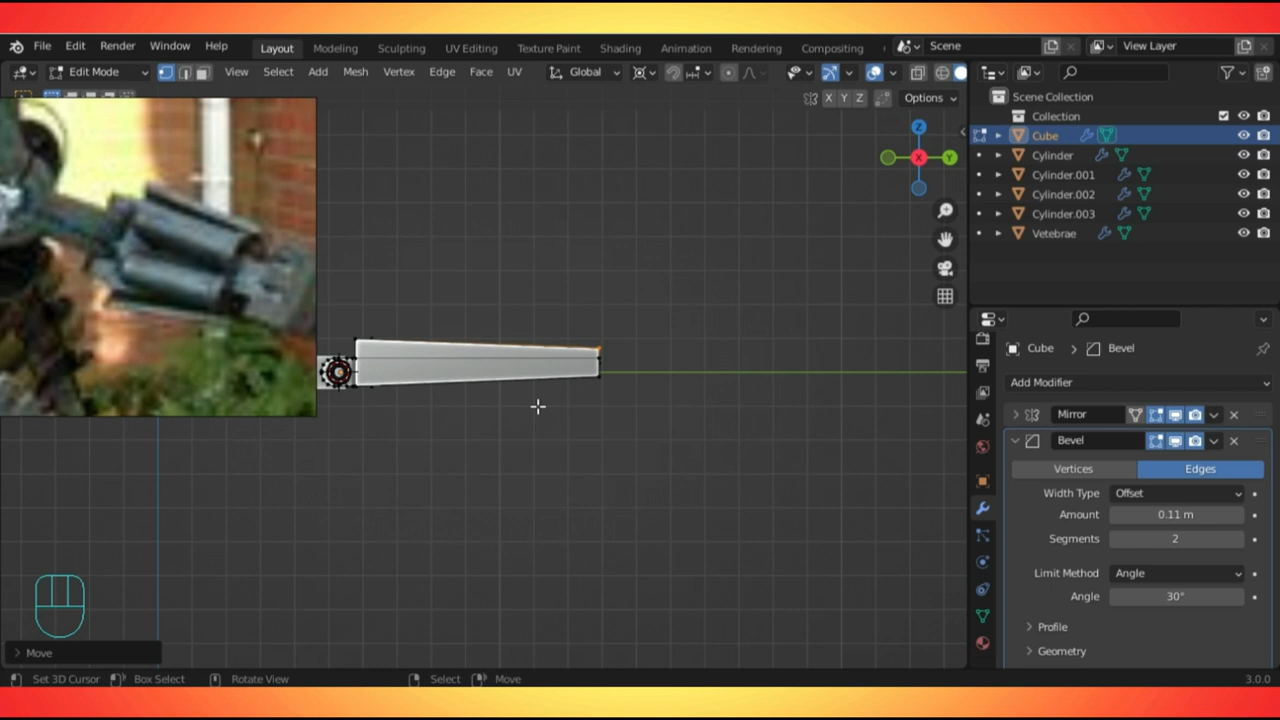 File Edit Render Window Help Layout Modeling Sculpting UV Editing Texture Paint Shading Animation Rendering Compositing Scene View Layer
Edit Mode View Select Add Mesh Vertex Edge Face UV Global
X Y Z Options
Scene Collection
Collection
Cube
Cylinder
Cylinder.001
Cylinder.002
Cylinder.003
Vetebrae
Z
X Y
Cube > Bevel
Add Modifier
Mirror
Bevel
Vertices Edges
Width Type Offset
Amount 0.11 m
Segments 2
Limit Method Angle
Angle 30°
Profile
Geometry
Move
Set 3D Cursor Box Select Rotate View Select Move 3.0.0